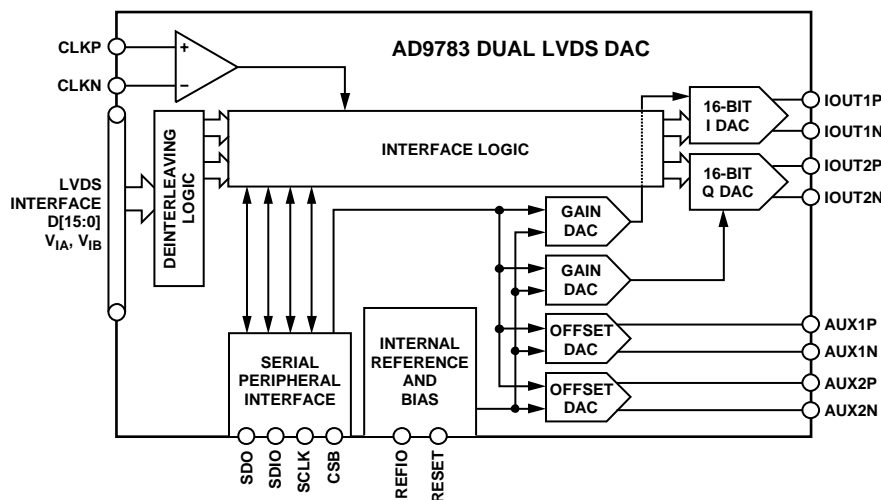 AD9783 DUAL LVDS DAC
CLKP
+
CLKN
–
LVDS
INTERFACE
D[15:0]
VIA, VIB
DEINTERLEAVING
LOGIC
INTERFACE LOGIC
16-BIT
I DAC
IOUT1P
IOUT1N
16-BIT
Q DAC
IOUT2P
IOUT2N
GAIN
DAC
GAIN
DAC
OFFSET
DAC
AUX1P
AUX1N
OFFSET
DAC
AUX2P
AUX2N
SERIAL
PERIPHERAL
INTERFACE
INTERNAL
REFERENCE
AND
BIAS
SDO
SDIO
SCLK
CSB
REFIO
RESET